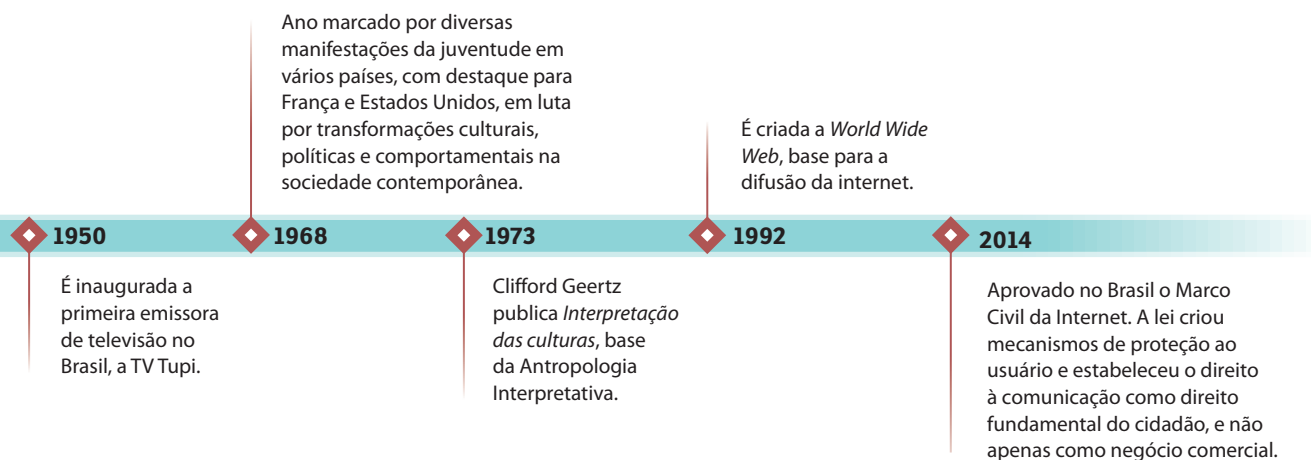 Ano marcado por diversas
manifestações da juventude em
vários países, com destaque para
França e Estados Unidos, em luta
por transformações culturais,
políticas e comportamentais na
sociedade contemporânea.
É criada a World Wide
Web, base para a
difusão da internet.
1950
1968
1973
1992
2014
É inaugurada a
primeira emissora
de televisão no
Brasil, a TV Tupi.
Clifford Geertz
publica Interpretação
das culturas, base
da Antropologia
Interpretativa.
Aprovado no Brasil o Marco
Civil da Internet. A lei criou
mecanismos de proteção ao
usuário e estabeleceu o direito
à comunicação como direito
fundamental do cidadão, e não
apenas como negócio comercial.